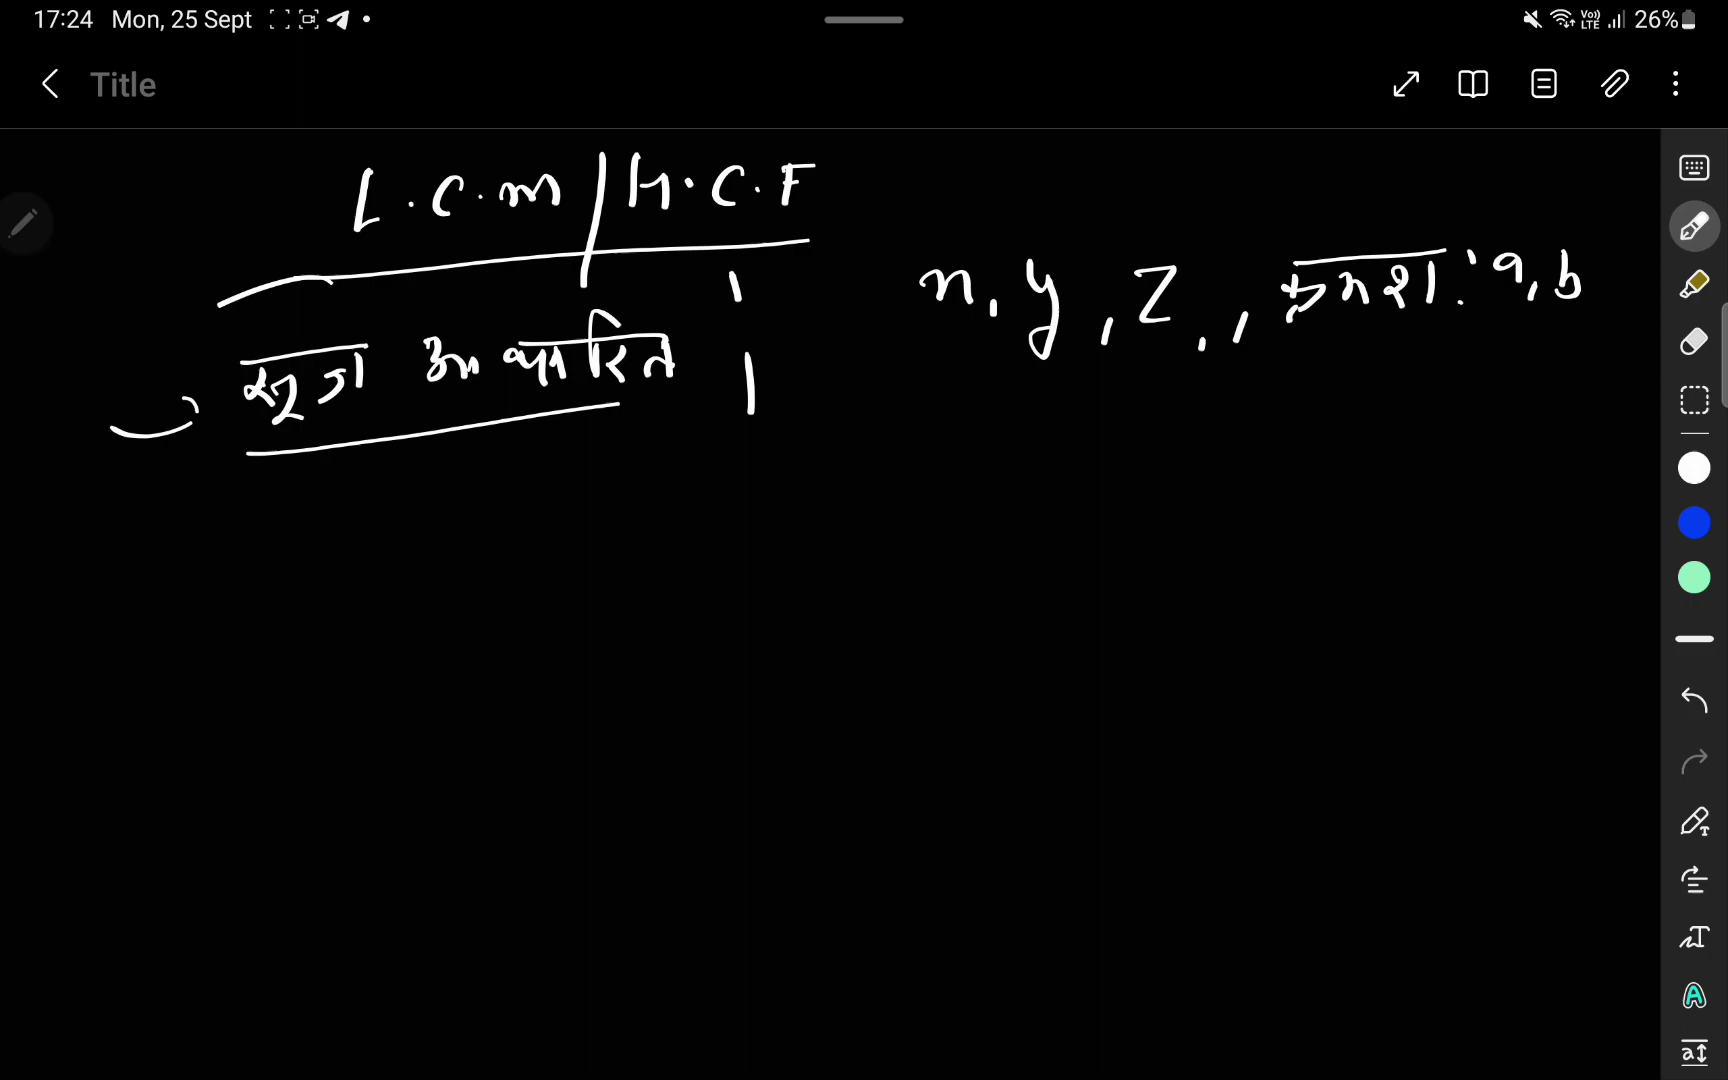 17:24 Mon, 25 Sept 26%
Title
L.C.m / H.C.F
n, y, z, , क्रमशः a, b
सूत्रो आधारित